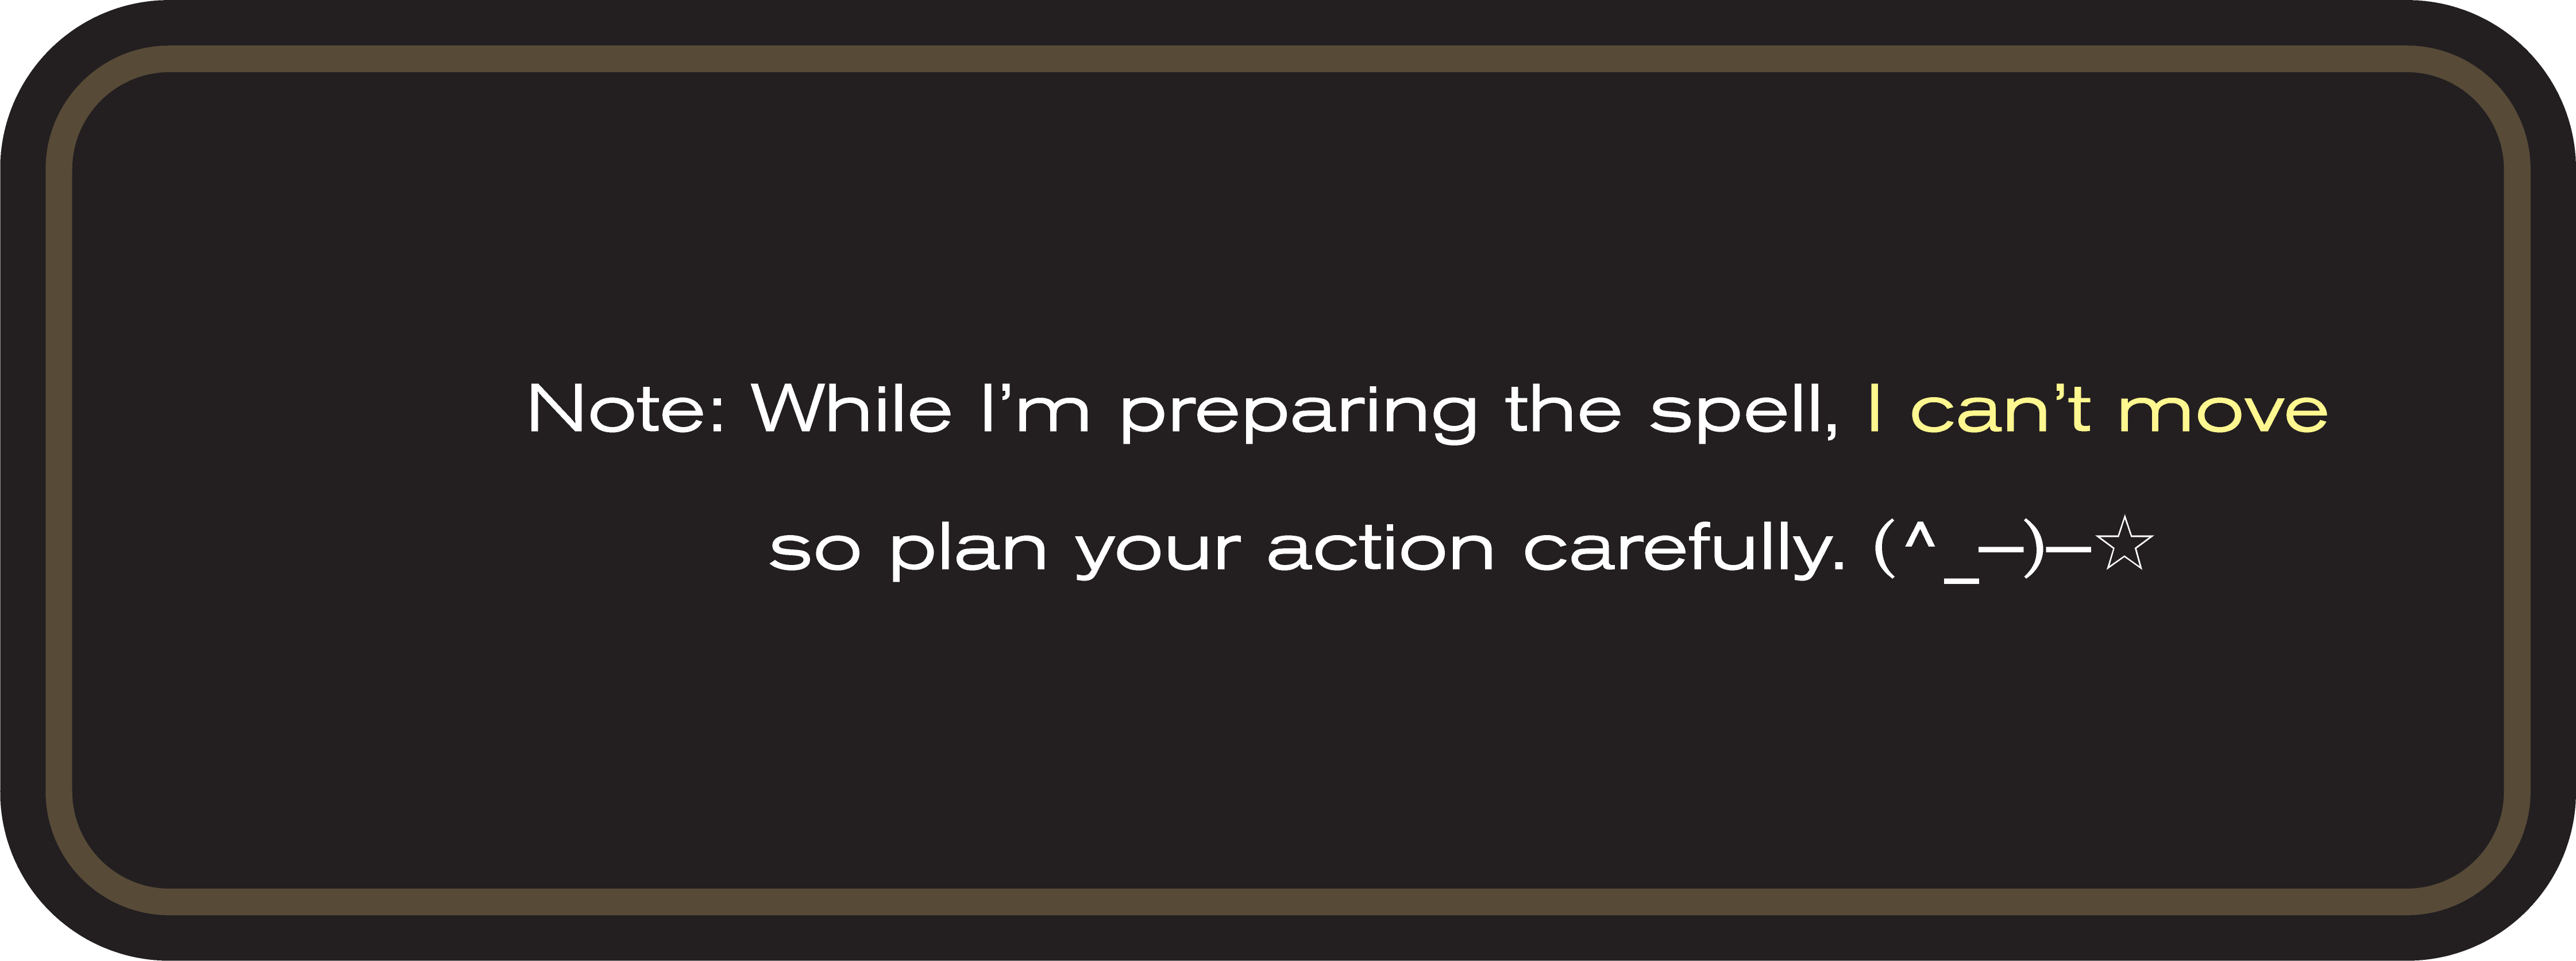 Note: While I’m preparing the spell, I can’t move
so plan your action carefully. (^_—)—☆